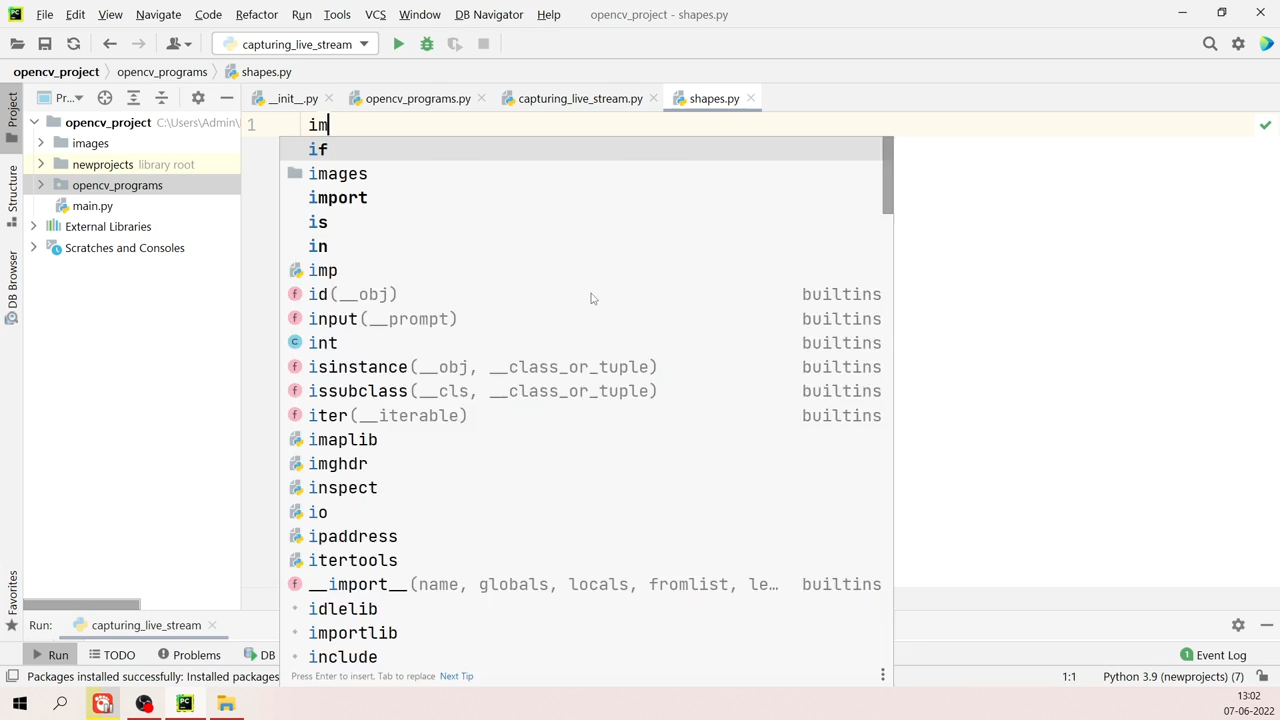 File Edit View Navigate Code Refactor Run Tools VCS Window DB Navigator Help opencv_project - shapes.py
capturing_live_stream
opencv_project opencv_programs shapes.py
Project
Structure
DB Browser
Favorites
Pr...
opencv_project C:\Users\Admin\
images
newprojects library root
opencv_programs
main.py
External Libraries
Scratches and Consoles
__init__.py opencv_programs.py capturing_live_stream.py shapes.py
1 im
if
images
import
is
in
imp
id(__obj) builtins
input(__prompt) builtins
int builtins
isinstance(__obj, __class_or_tuple) builtins
issubclass(__cls, __class_or_tuple) builtins
iter(__iterable) builtins
imaplib
imghdr
inspect
io
ipaddress
itertools
__import__(name, globals, locals, fromlist, le... builtins
idlelib
importlib
include
Press Enter to insert, Tab to replace Next Tip
Run: capturing_live_stream
Run TODO Problems DB 1 Event Log
Packages installed successfully: Installed packages 1:1 Python 3.9 (newprojects) (7)
PC
13:02
07-06-2022